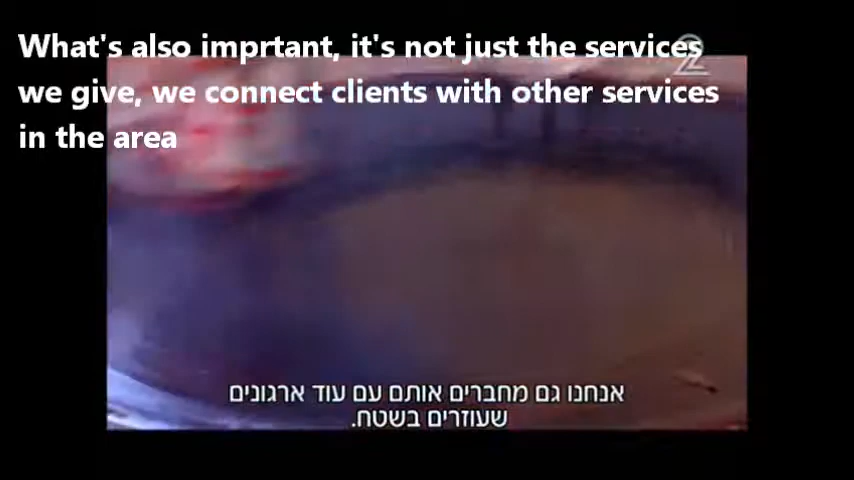 What's also imprtant, it's not just the services
we give, we connect clients with other services
in the area
2
אנחנו גם מחברים אותם עם עוד ארגונים
שעוזרים בשטח.